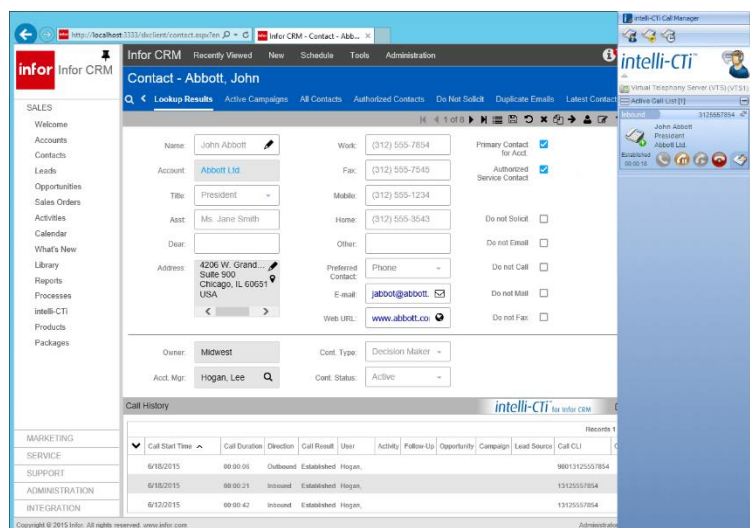 http://localhost:3333/slxclient/contact.aspx?en
Infor CRM - Contact - Abb...
infor Infor CRM
SALES
Welcome
Accounts
Contacts
Leads
Opportunities
Sales Orders
Activities
Calendar
What's New
Library
Reports
Processes
intelli-CTi
Products
Packages
MARKETING
SERVICE
SUPPORT
ADMINISTRATION
INTEGRATION
Infor CRM Recently Viewed New Schedule Tools Administration
Contact - Abbott, John
Lookup Results Active Campaigns All Contacts Authorized Contacts Do Not Solicit Duplicate Emails Latest Contact
1 of 6
Name: John Abbott
Account: Abbott Ltd.
Title: President
Asst: Ms. Jane Smith
Dear:
Address: 4206 W. Grand...
Suite 900
Chicago, IL 60651
USA
Work: (312) 555-7854
Fax: (312) 555-7545
Mobile: (312) 555-1234
Home: (312) 555-3543
Other:
Preferred Contact: Phone
E-mail: jabbot@abbott.
Web URL: www.abbott.co
Primary Contact for Acct.
Authorized Service Contact
Do not Solicit
Do not Email
Do not Call
Do not Mail
Do not Fax
Owner: Midwest
Acct. Mgr: Hogan, Lee
Cont. Type: Decision Maker
Cont. Status: Active
Call History
intelli-CTi for Infor CRM
Records 1
Call Start Time Call Duration Direction Call Result User Activity Follow-Up Opportunity Campaign Lead Source Call CLI
6/18/2015 00:00:06 Outbound Established Hogan, 90013125557854
6/18/2015 00:00:21 Inbound Established Hogan, 13125557854
6/12/2015 00:00:42 Inbound Established Hogan, 13125557854
Copyright © 2015 Infor. All rights reserved. www.infor.com
Administrato
intelli-CTi Call Manager
intelli-CTi™
Virtual Telephony Server (VTS) (VTS1)
Active Call List [1]
Inbound 3125557854
John Abbott
President
Abbott Ltd.
Established
00:00:16